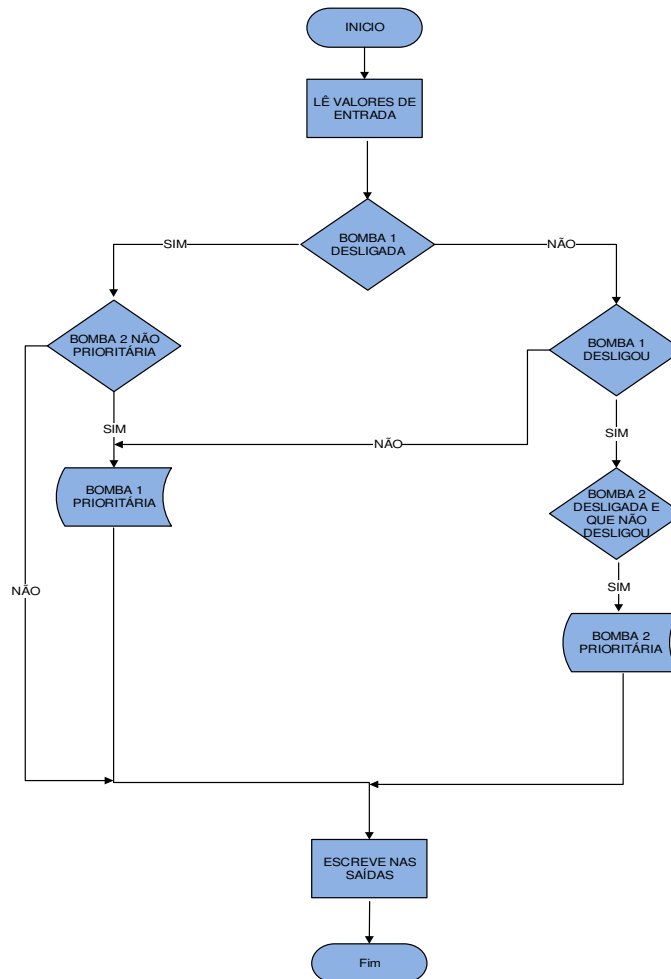 INICIO
LÊ VALORES DE
ENTRADA
BOMBA 1
DESLIGADA
SIM
NÃO
BOMBA 2 NÃO
PRIORITÁRIA
BOMBA 1
DESLIGOU
SIM
NÃO
SIM
BOMBA 1
PRIORITÁRIA
BOMBA 2
DESLIGADA E
QUE NÃO
DESLIGOU
NÃO
SIM
BOMBA 2
PRIORITÁRIA
ESCREVE NAS
SAÍDAS
Fim